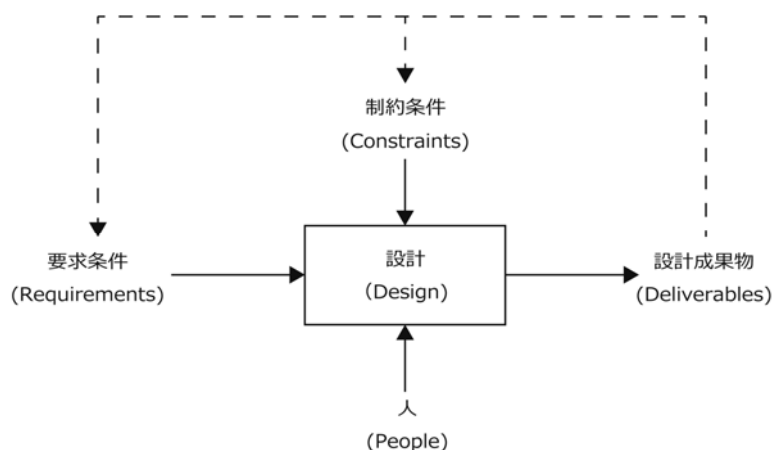 制約条件
(Constraints)
要求条件
(Requirements)
設計
(Design)
設計成果物
(Deliverables)
人
(People)